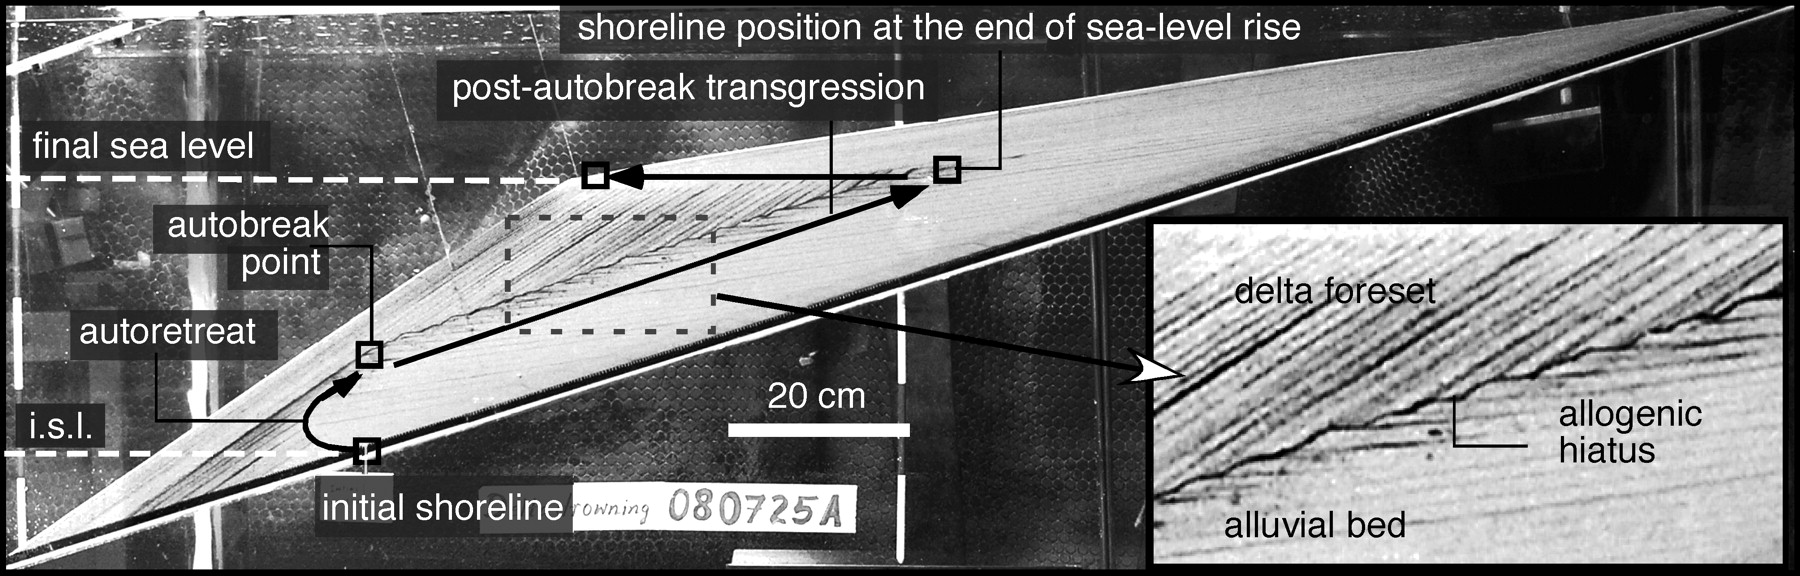 shoreline position at the end of sea-level rise
post-autobreak transgression
final sea level
autobreak
point
autoretreat
i.s.l.
20 cm
initial shoreline
rowning 080725A
delta foreset
allogenic
hiatus
alluvial bed